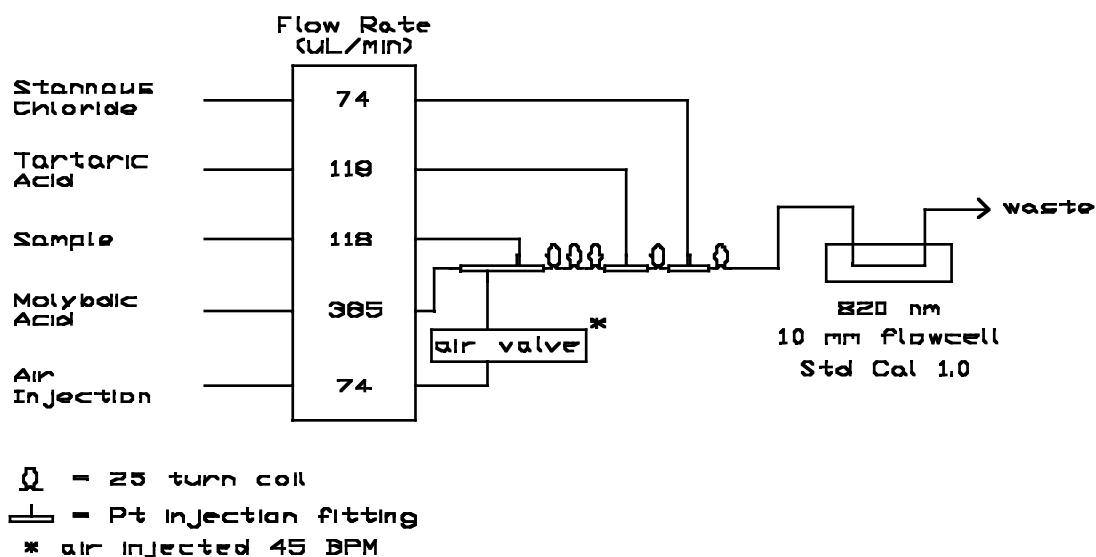 Flow Rate
(uL/min)
Stannous
Chloride
74
Tartaric
Acid
118
Sample
118
Molybdic
Acid
385
air valve
*
Air
Injection
74
waste
820 nm
10 mm flowcell
Std Cal 1.0
= 25 turn coil
= Pt injection fitting
* air injected 45 BPM